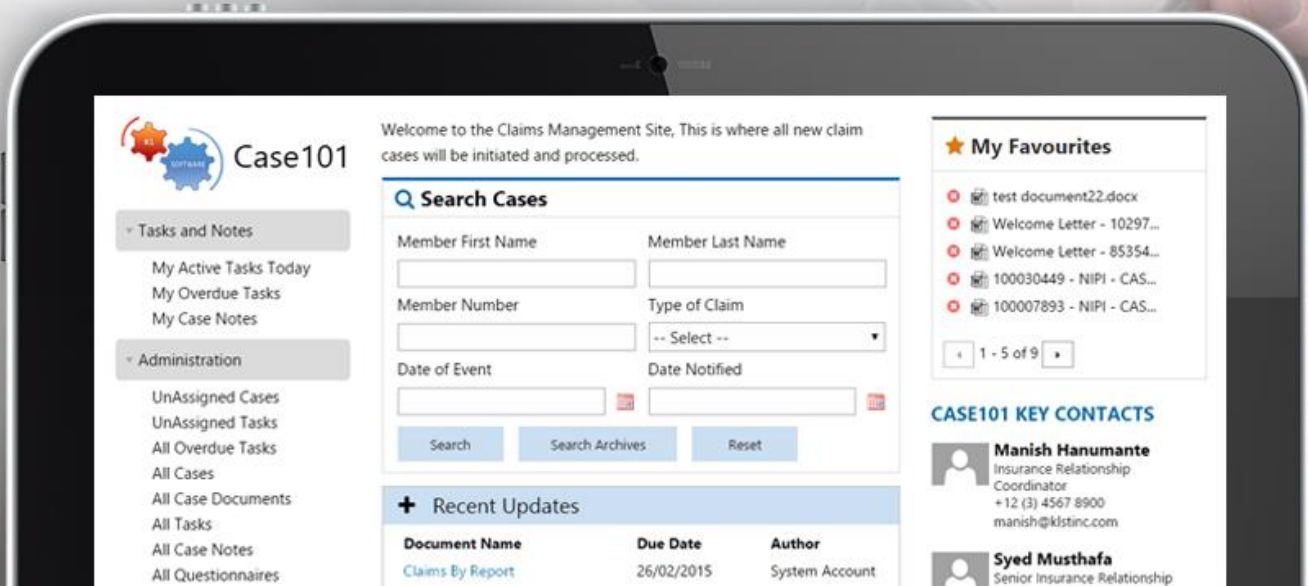 K1
SOFTWARE
Case101
Tasks and Notes
My Active Tasks Today
My Overdue Tasks
My Case Notes
Administration
UnAssigned Cases
UnAssigned Tasks
All Overdue Tasks
All Cases
All Case Documents
All Tasks
All Case Notes
All Questionnaires
Welcome to the Claims Management Site, This is where all new claim
cases will be initiated and processed.
Search Cases
Member First Name
Member Last Name
Member Number
Type of Claim
-- Select --
Date of Event
Date Notified
Search
Search Archives
Reset
Recent Updates
Document Name
Due Date
Author
Claims By Report
26/02/2015
System Account
My Favourites
test document22.docx
Welcome Letter - 10297...
Welcome Letter - 85354...
100030449 - NIPI - CAS...
100007893 - NIPI - CAS...
1 - 5 of 9
CASE101 KEY CONTACTS
Manish Hanumante
Insurance Relationship
Coordinator
+12 (3) 4567 8900
manish@klstinc.com
Syed Musthafa
Senior Insurance Relationship